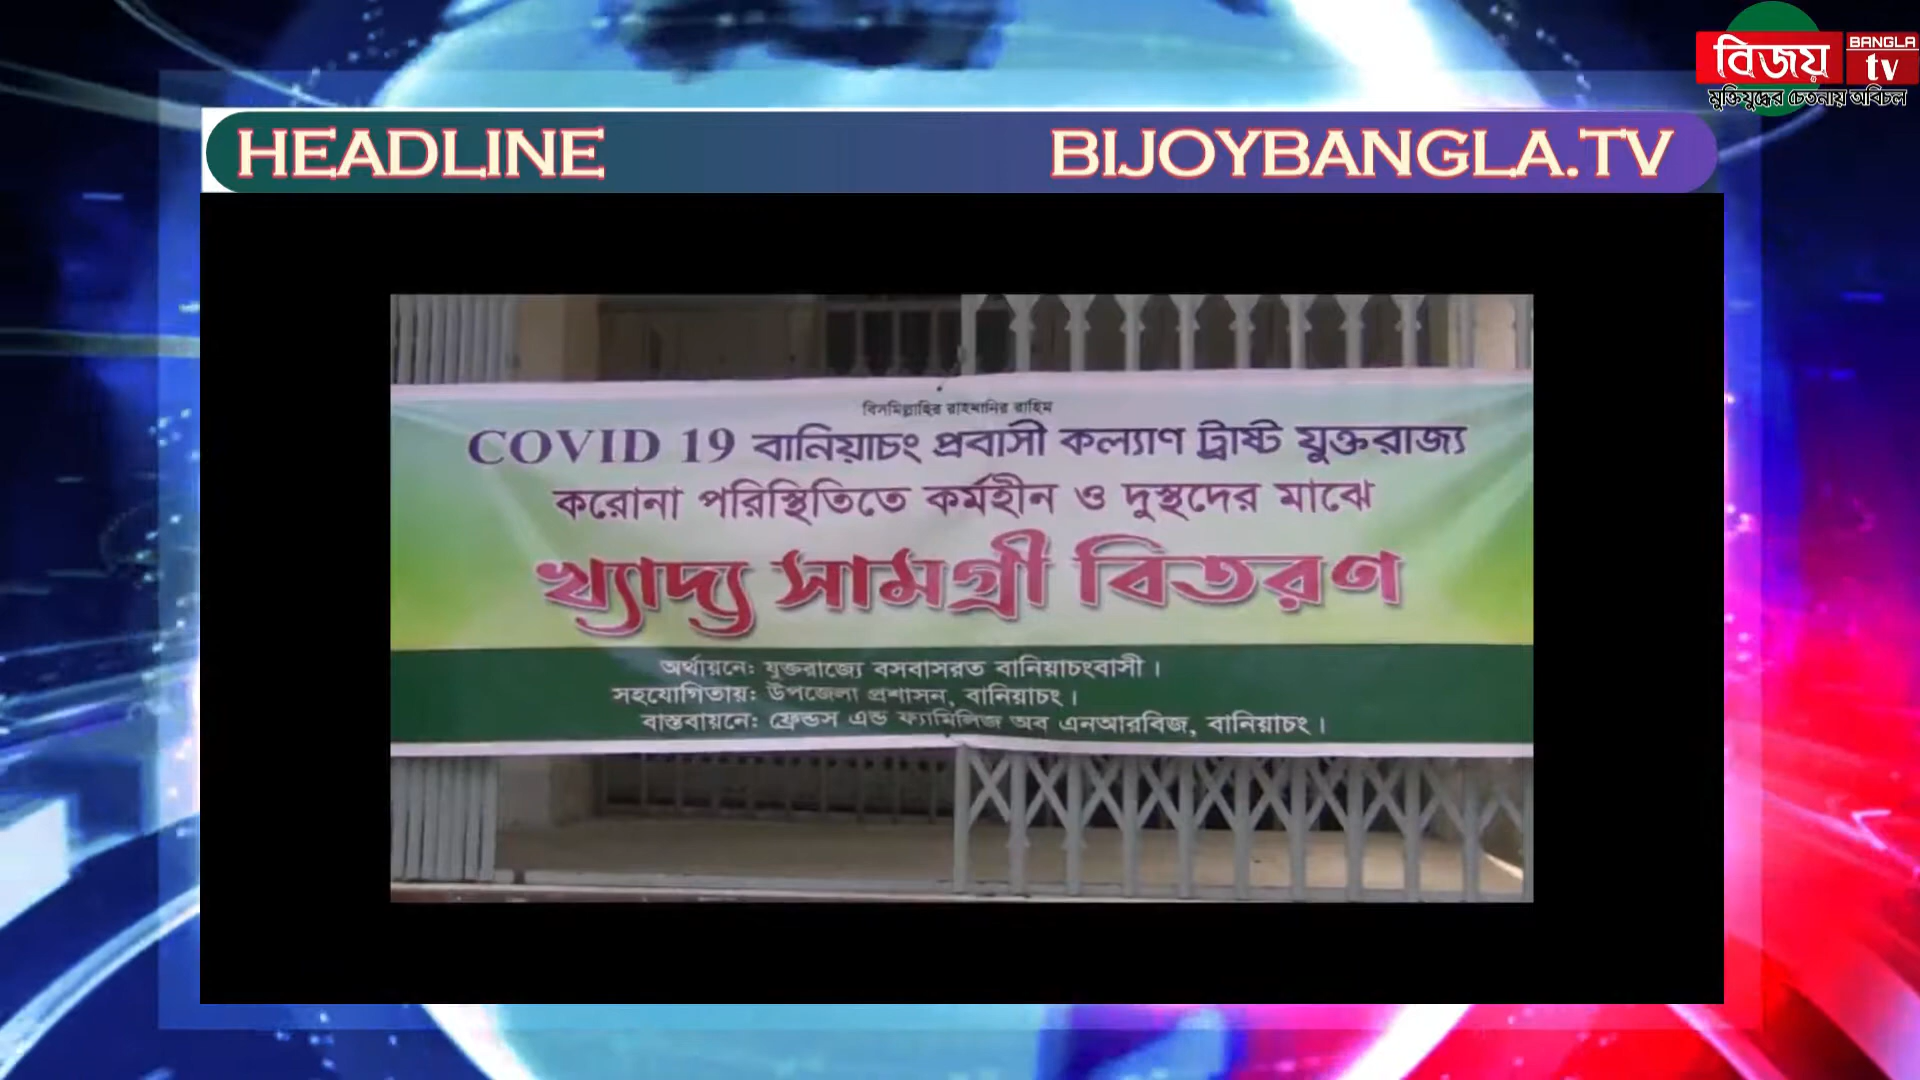 বিজয়
BANGLA
tv
মুক্তিযুদ্ধের চেতনায় অবিচল
HEADLINE
BIJOYBANGLA.TV
বিসমিল্লাহির রাহমানির রাহিম
COVID 19 বানিয়াচং প্রবাসী কল্যাণ ট্রাষ্ট যুক্তরাজ্য
করোনা পরিস্থিতিতে কর্মহীন ও দুস্থদের মাঝে
খ্যাদ্য সামগ্রী বিতরণ
অর্থায়নে: যুক্তরাজ্যে বসবাসরত বানিয়াচংবাসী।
সহযোগিতায়: উপজেলা প্রশাসন, বানিয়াচং।
বাস্তবায়নে: ফ্রেন্ডস এন্ড ফ্যামিলিজ অব এনআরবিজ, বানিয়াচং।